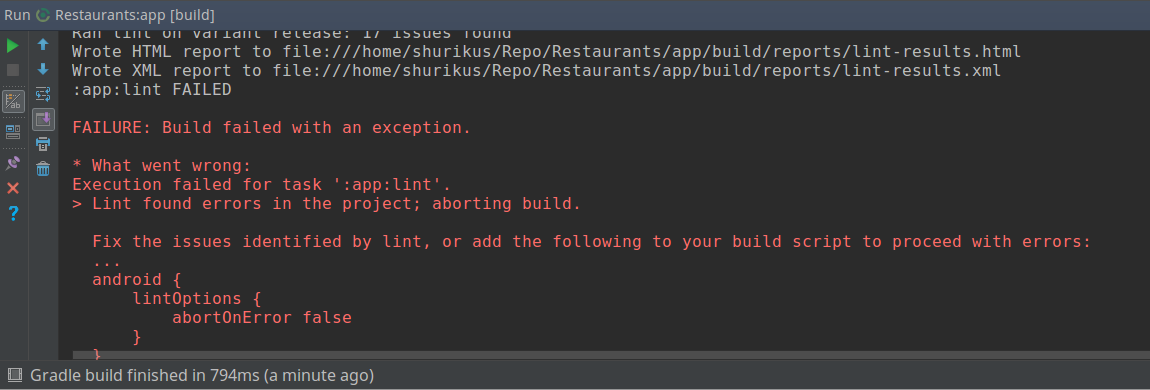 Run Restaurants:app [build]
Ran lint on variant release: 17 issues found
Wrote HTML report to file:///home/shurikus/Repo/Restaurants/app/build/reports/lint-results.html
Wrote XML report to file:///home/shurikus/Repo/Restaurants/app/build/reports/lint-results.xml
:app:lint FAILED
FAILURE: Build failed with an exception.
* What went wrong:
Execution failed for task ':app:lint'.
> Lint found errors in the project; aborting build.
Fix the issues identified by lint, or add the following to your build script to proceed with errors:
...
android {
lintOptions {
abortOnError false
}
}
Gradle build finished in 794ms (a minute ago)